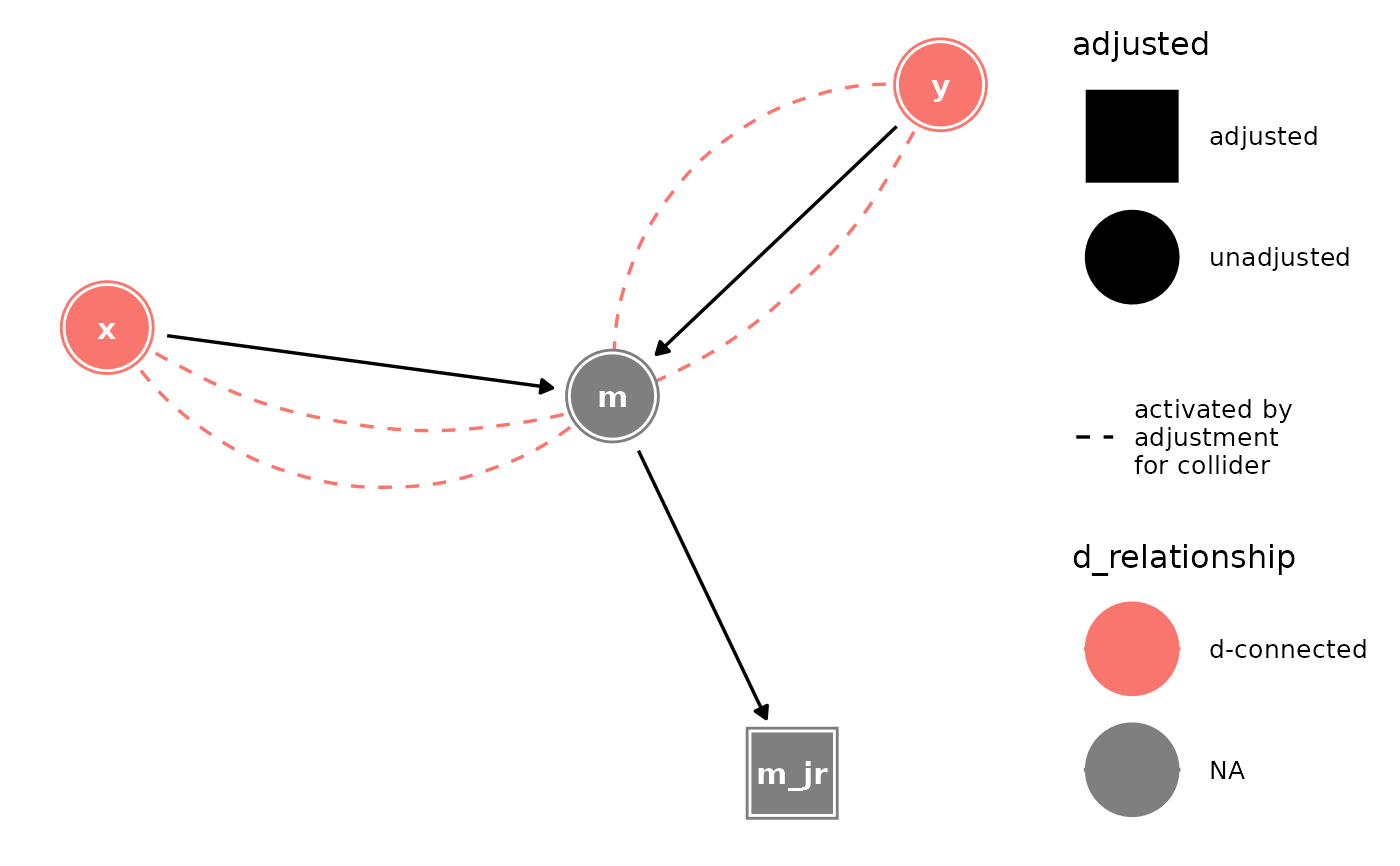 y
x
m
m_jr
adjusted
adjusted
unadjusted
activated by
adjustment
for collider
d_relationship
d-connected
NA